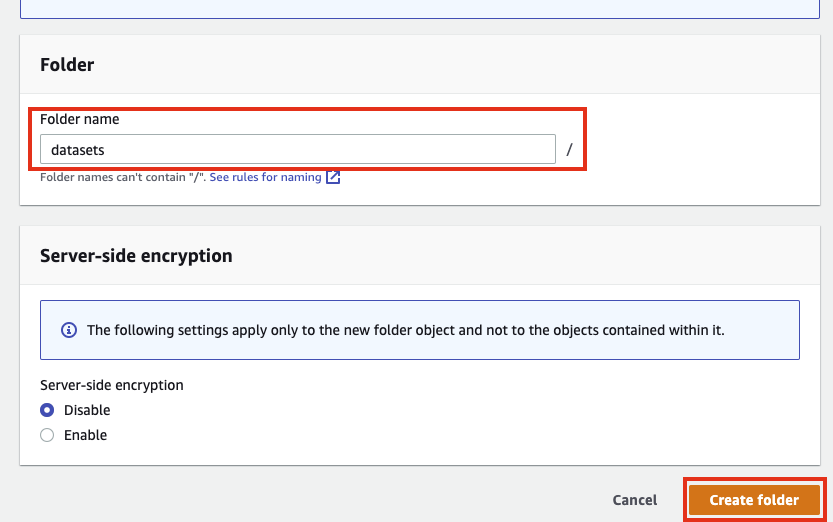 Folder
Folder name
datasets /
Folder names can't contain "/". See rules for naming
Server-side encryption
The following settings apply only to the new folder object and not to the objects contained within it.
Server-side encryption
Disable
Enable
Cancel Create folder